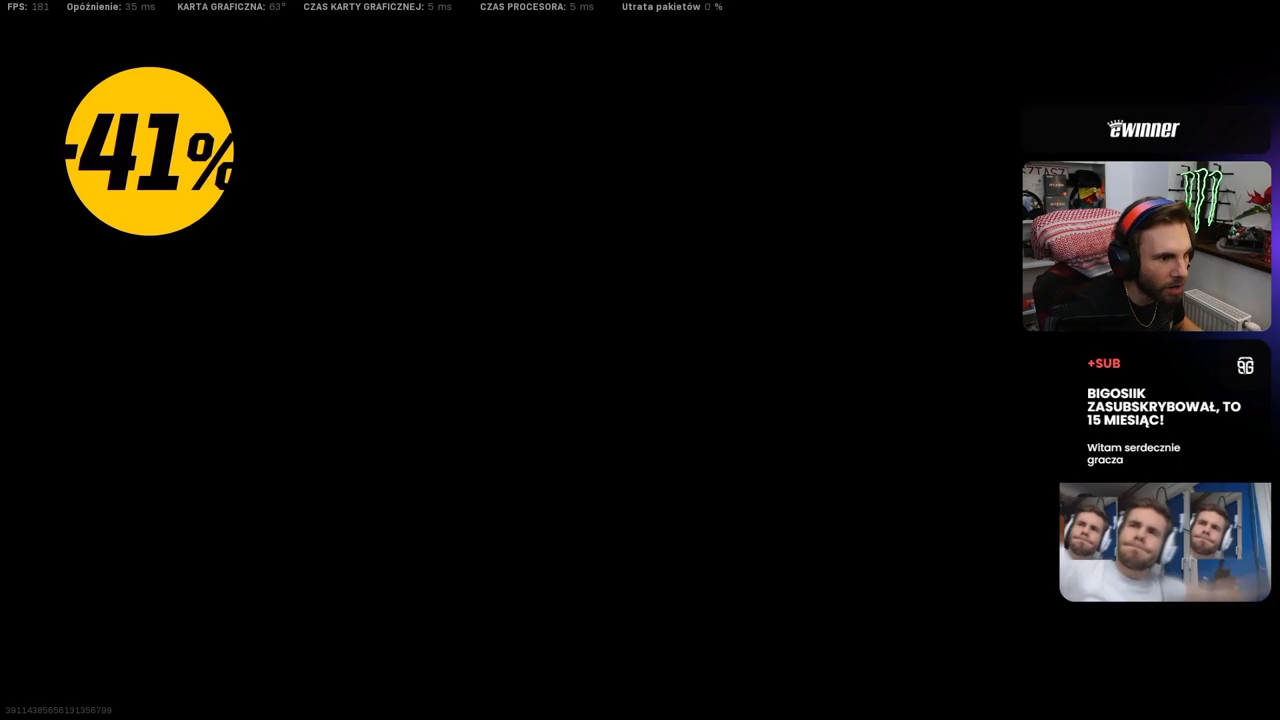 FPS: 181 Opóźnienie: 35 ms KARTA GRAFICZNA: 63° CZAS KARTY GRAFICZNEJ: 5 ms CZAS PROCESORA: 5 ms Utrata pakietów 0 %
-41%
eWINNER
+SUB
BIGOSIIK
ZASUBSKRYBOWAŁ, TO
15 MIESIĄC!
Witam serdecznie
gracza
39114385656131356799